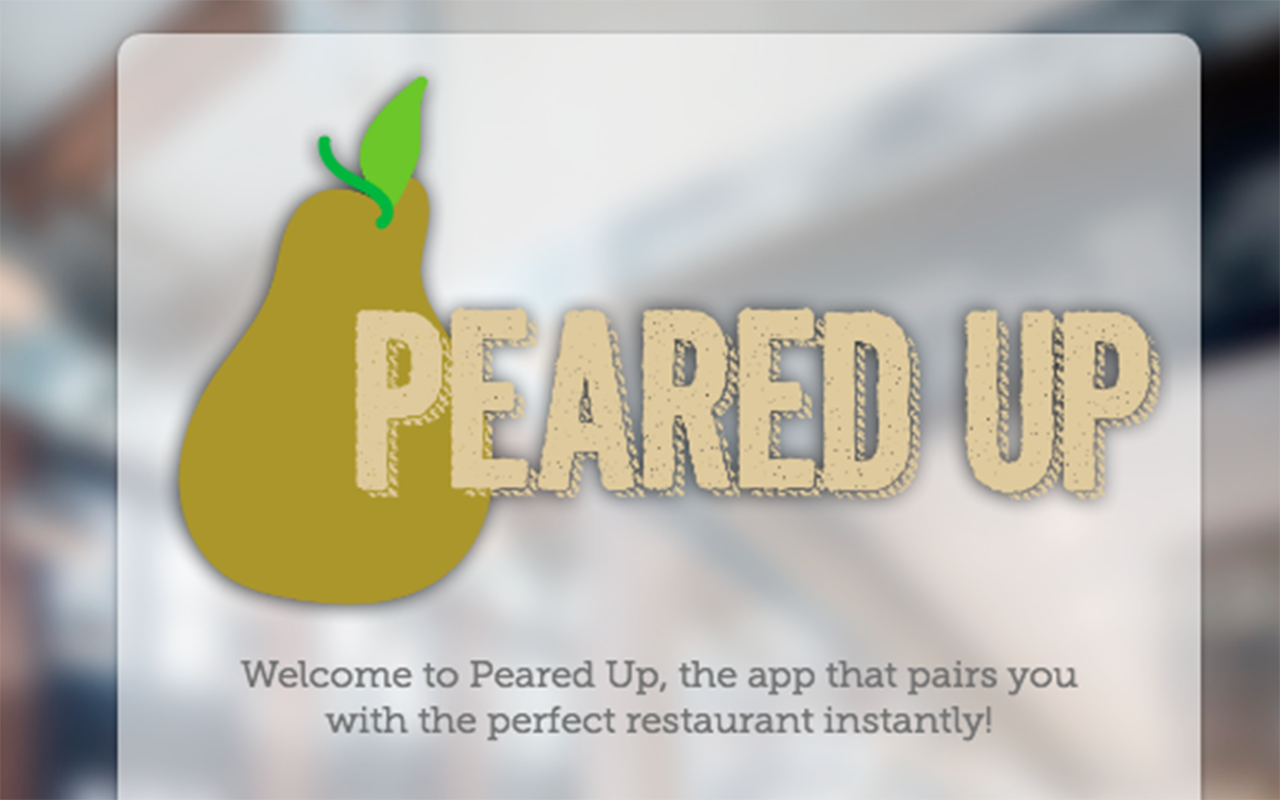 PEARED UP
Welcome to Peared Up, the app that pairs you
with the perfect restaurant instantly!